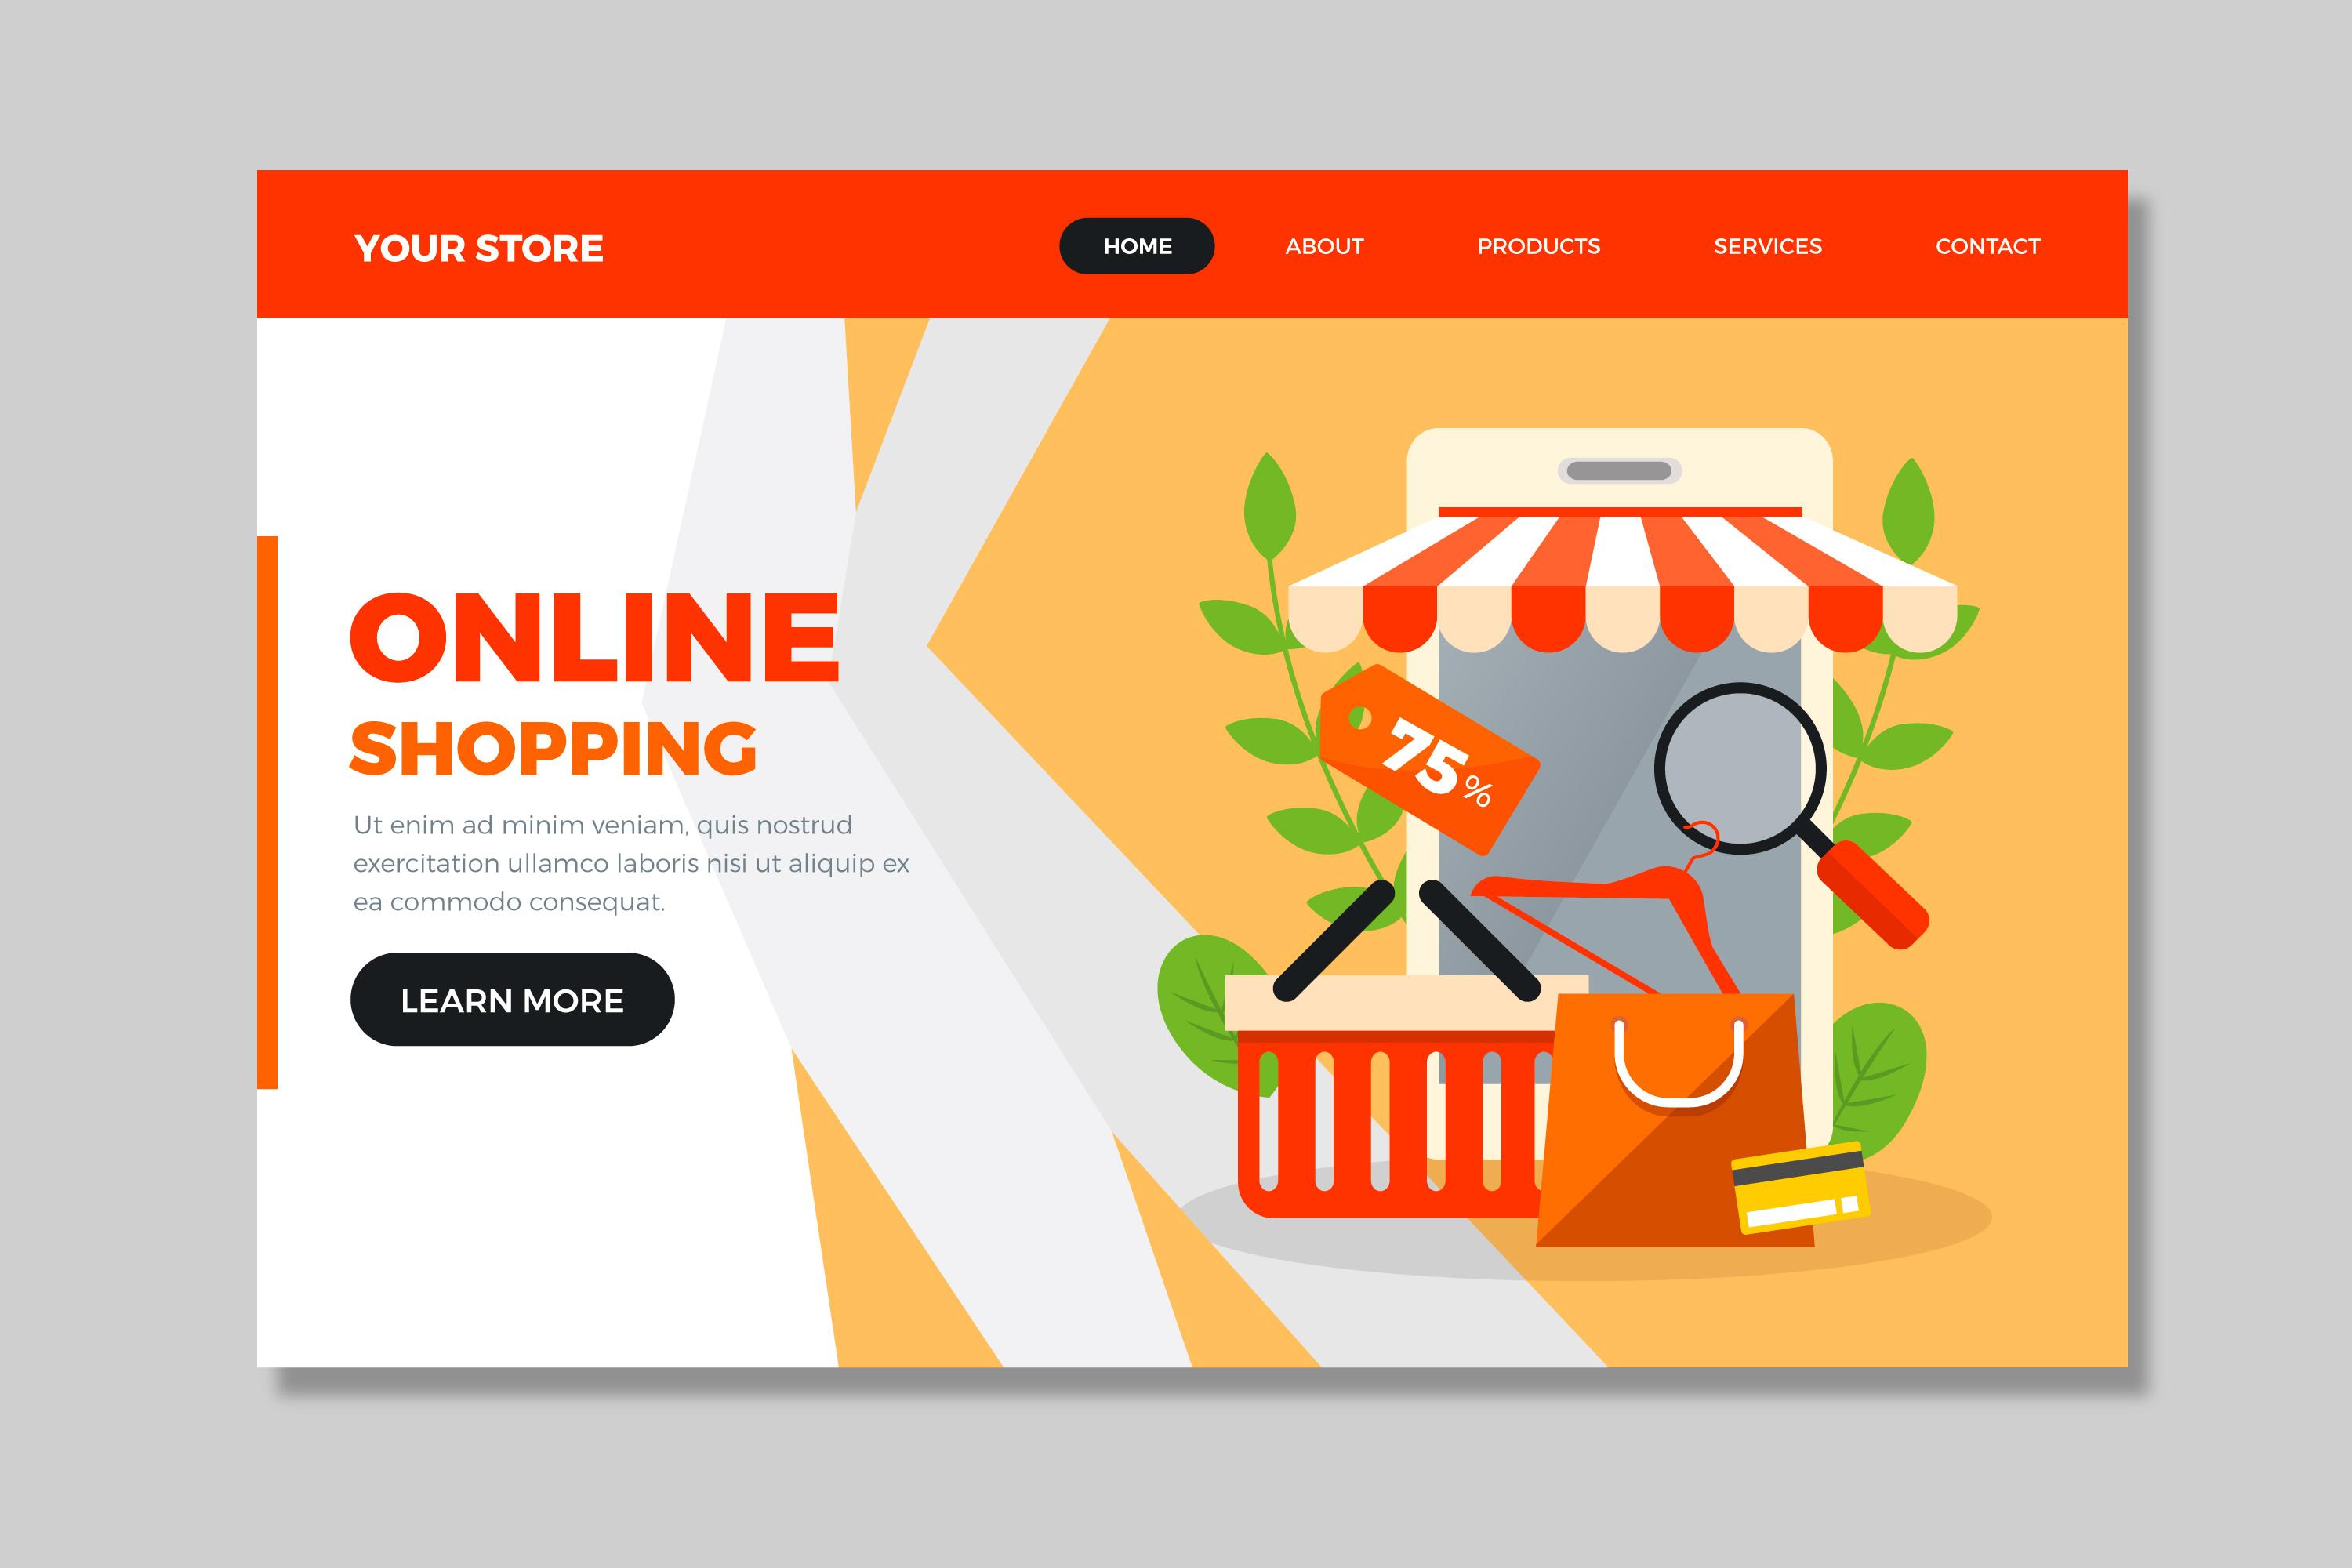 YOUR STORE
HOME
ABOUT
PRODUCTS
SERVICES
CONTACT
ONLINE
SHOPPING
Ut enim ad minim veniam, quis nostrud
exercitation ullamco laboris nisi ut aliquip ex
ea commodo consequat.
LEARN MORE
75%